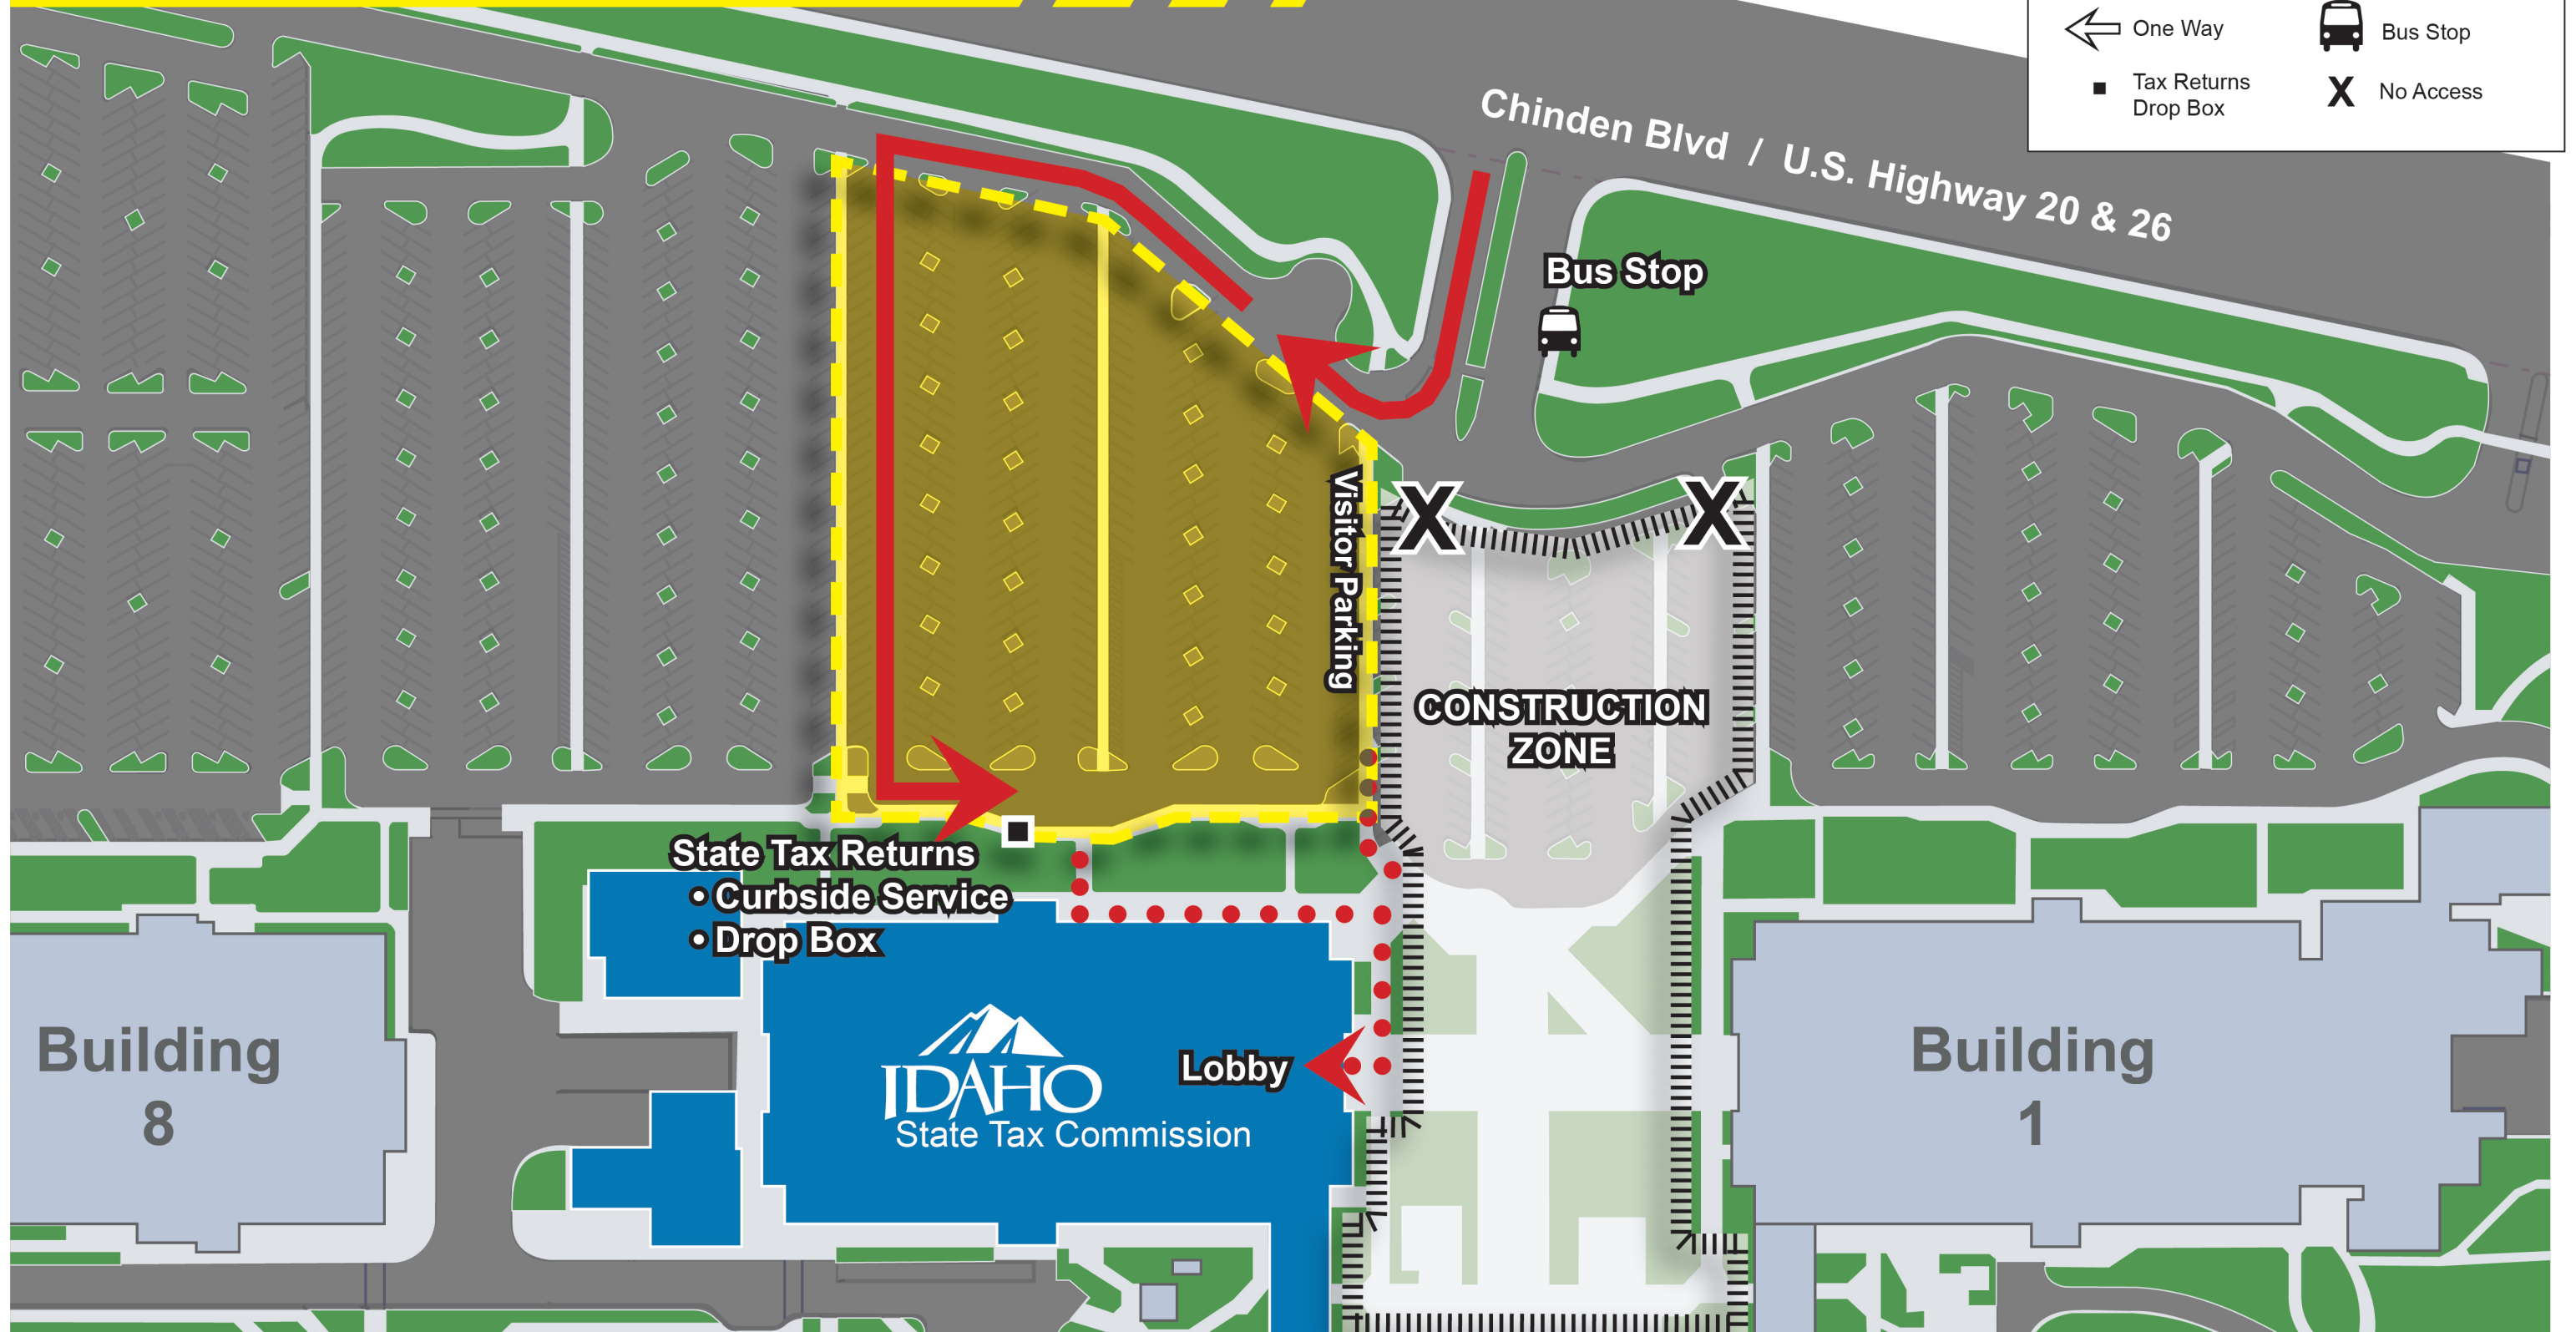 One Way
Bus Stop
Tax Returns
Drop Box
X No Access
Chinden Blvd / U.S. Highway 20 & 26
Bus Stop
Visitor Parking
X
X
CONSTRUCTION
ZONE
State Tax Returns
• Curbside Service
• Drop Box
Building
8
IDAHO
State Tax Commission
Lobby
Building
1